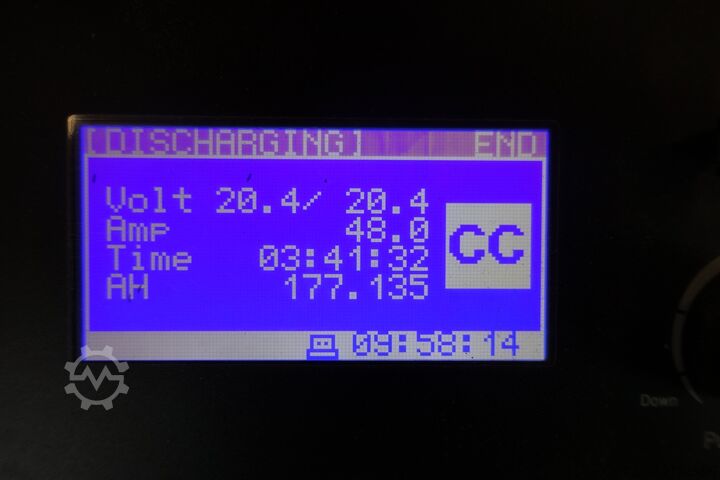 [DISCHARGING] END
Volt 20.4/ 20.4
Amp 48.0
Time 03:41:32
AH 177.135
CC
09:58:14
Down